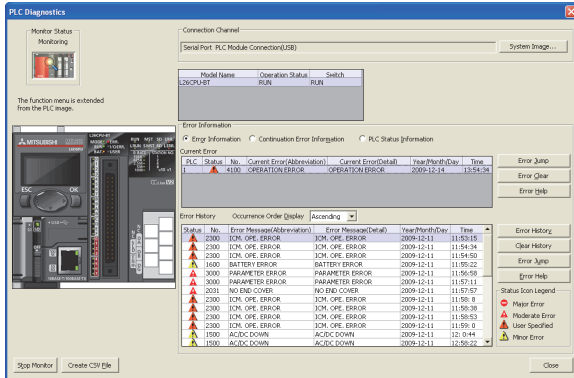 PLC Diagnostics
Monitor Status
Monitoring
The function menu is extended
from the PLC image.
Connection Channel
Serial Port PLC Module Connection(USB)
System Image...
Model Name Operation Status Switch
L26CPU-BT RUN RUN
MITSUBISHI
L26CPU-BT
ESC
OK
Error Information
Error Information Continuation Error Information PLC Status Information
Current Error
PLC Status No. Current Error(Abbreviation) Current Error(Detail) Year/Month/Day Time
1 4100 OPERATION ERROR OPERATION ERROR 2009-12-14 13:54:34
Error Jump
Error Clear
Error Help
Error History Occurrence Order Display Ascending
Status No. Error Message(Abbreviation) Error Message(Detail) Year/Month/Day Time
2300 ICM. OPE. ERROR ICM. OPE. ERROR 2009-12-11 11:53:15
2300 ICM. OPE. ERROR ICM. OPE. ERROR 2009-12-11 11:54:34
2300 ICM. OPE. ERROR ICM. OPE. ERROR 2009-12-11 11:54:50
1600 BATTERY ERROR BATTERY ERROR 2009-12-11 11:55:22
3000 PARAMETER ERROR PARAMETER ERROR 2009-12-11 11:56:58
3000 PARAMETER ERROR PARAMETER ERROR 2009-12-11 11:57:11
2031 NO END COVER NO END COVER 2009-12-11 11:57:57
2300 ICM. OPE. ERROR ICM. OPE. ERROR 2009-12-11 11:58: 8
2300 ICM. OPE. ERROR ICM. OPE. ERROR 2009-12-11 11:58:38
2300 ICM. OPE. ERROR ICM. OPE. ERROR 2009-12-11 11:58:53
2300 ICM. OPE. ERROR ICM. OPE. ERROR 2009-12-11 11:59: 0
1500 AC/DC DOWN AC/DC DOWN 2009-12-11 12: 0:44
1500 AC/DC DOWN AC/DC DOWN 2009-12-11 12:58:22
Error History
Clear History
Error Jump
Error Help
Status Icon Legend
Major Error
Moderate Error
User Specified
Minor Error
Stop Monitor
Create CSV File
Close